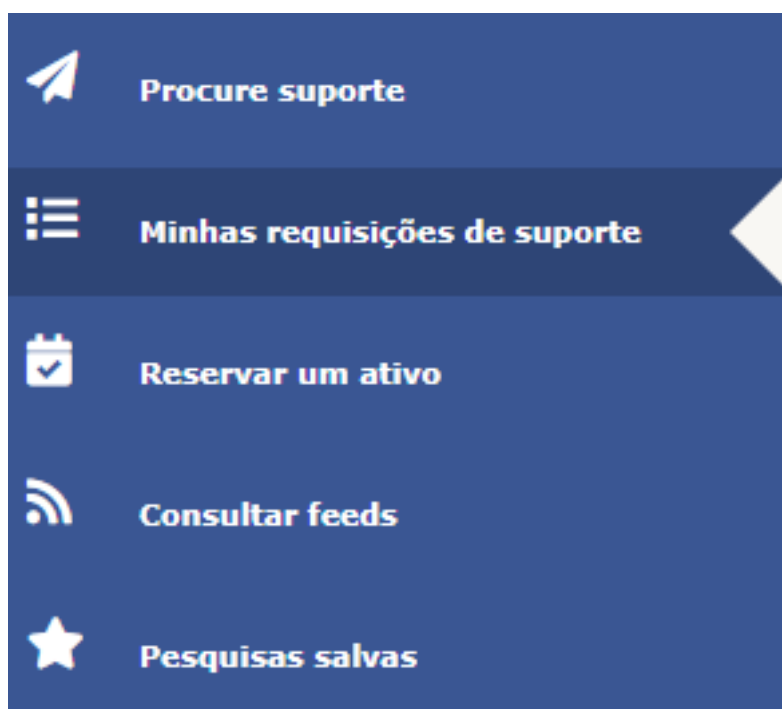 Procure suporte
Minhas requisições de suporte
Reservar um ativo
Consultar feeds
Pesquisas salvas